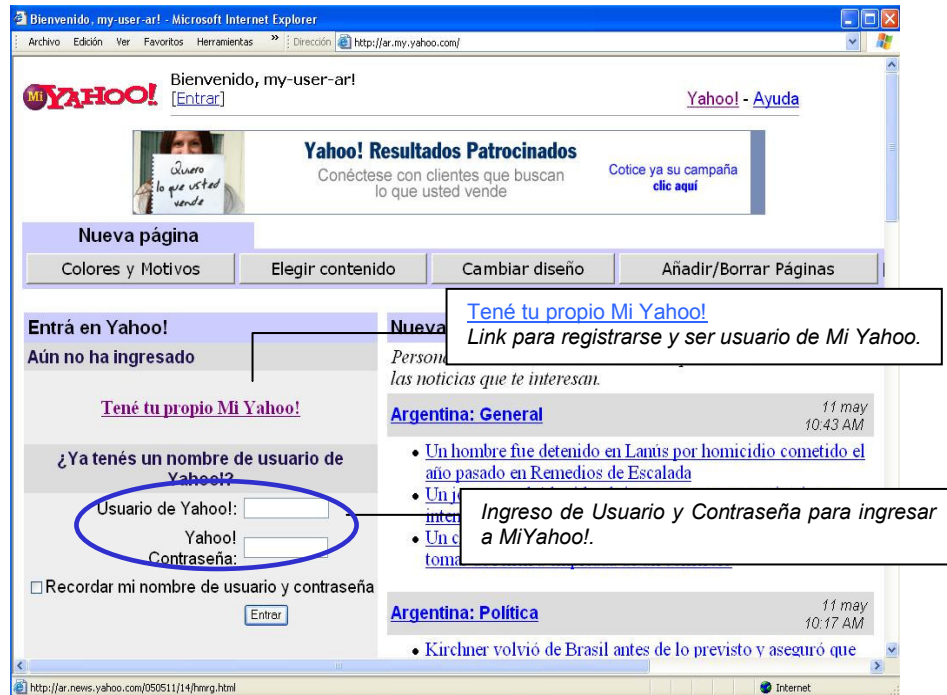 Bienvenido, my-user-ar! - Microsoft Internet Explorer
Archivo Edición Ver Favoritos Herramientas » Dirección http://ar.my.yahoo.com/
Mi YAHOO!
Bienvenido, my-user-ar!
[Entrar]
Yahoo! - Ayuda
Quiero
lo que usted
vende
Yahoo! Resultados Patrocinados
Conéctese con clientes que buscan
lo que usted vende
Cotice ya su campaña
clic aquí
Nueva página
Colores y Motivos
Elegir contenido
Cambiar diseño
Añadir/Borrar Páginas
Tené tu propio Mi Yahoo!
Link para registrarse y ser usuario de Mi Yahoo.
Entrá en Yahoo!
Aún no ha ingresado
Tené tu propio Mi Yahoo!
¿Ya tenés un nombre de usuario de
Yahoo!?
Usuario de Yahoo!:
Yahoo!
Contraseña:
Recordar mi nombre de usuario y contraseña
Entrar
las noticias que te interesan.
Argentina: General
11 may
10:43 AM
Un hombre fue detenido en Lanús por homicidio cometido el
año pasado en Remedios de Escalada
Ingreso de Usuario y Contraseña para ingresar
a MiYahoo!.
Argentina: Política
11 may
10:17 AM
Kirchner volvió de Brasil antes de lo previsto y aseguró que
http://ar.news.yahoo.com/050511/14/hmrg.html
Internet